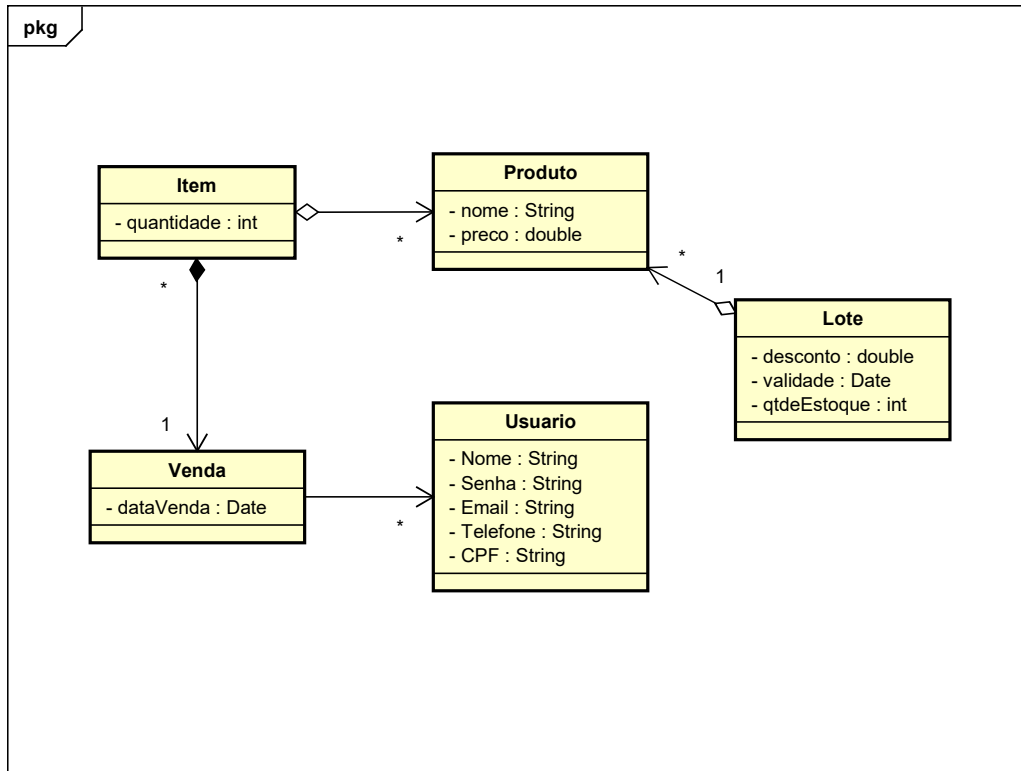 pkg
Item
- quantidade : int
Produto
- nome : String
- preco : double
*
*
1
Lote
- desconto : double
- validade : Date
- qtdeEstoque : int
*
1
Venda
- dataVenda : Date
*
Usuario
- Nome : String
- Senha : String
- Email : String
- Telefone : String
- CPF : String